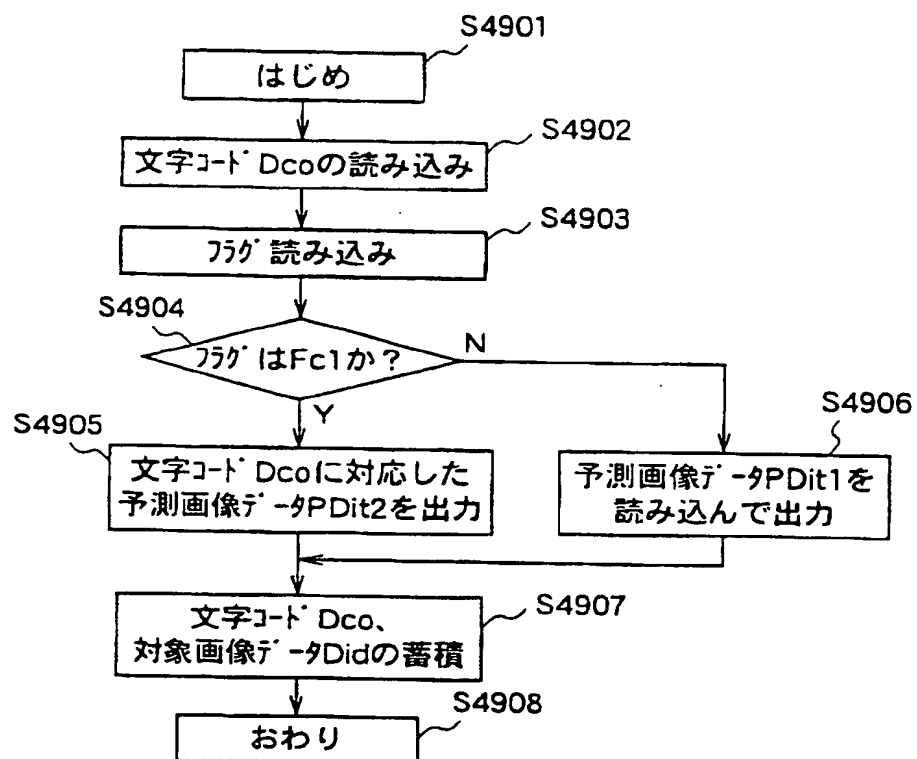 S4901
はじめ
S4902
文字コードDcoの読み込み
S4903
フラグ読み込み
S4904
フラグはFc1か？
N
Y
S4905
文字コードDcoに対応した
予測画像データPDit2を出力
S4906
予測画像データPDit1を
読み込んで出力
S4907
文字コードDco、
対象画像データDidの蓄積
S4908
おわり